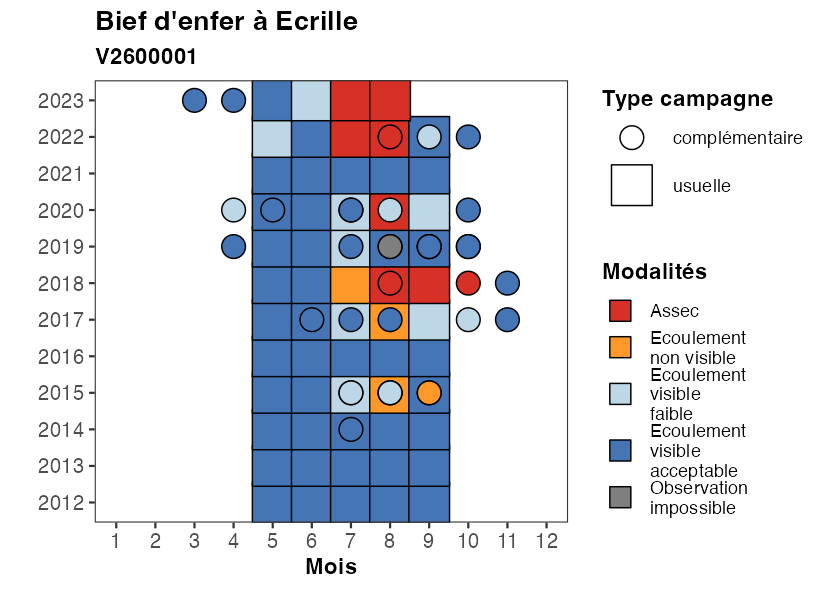 Bief d'enfer à Ecrille
V2600001
2023
2022
2021
2020
2019
2018
2017
2016
2015
2014
2013
2012
1 2 3 4 5 6 7 8 9 10 11 12
Mois
Type campagne
complémentaire
usuelle
Modalités
Assec
Ecoulement
non visible
Ecoulement
visible
faible
Ecoulement
visible
acceptable
Observation
impossible